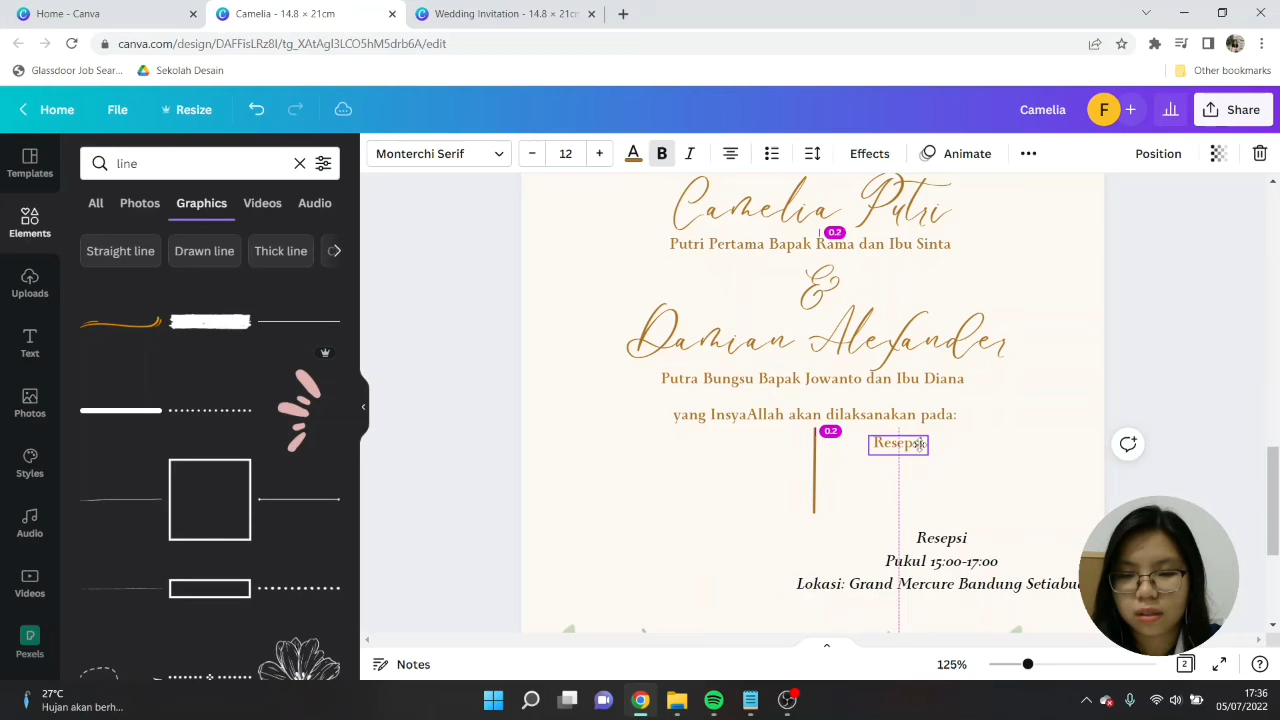 Home - Canva
Camelia - 14.8 × 21cm
Wedding Invitation - 14.8 × 21cm
canva.com/design/DAFFisLRz8I/tg_XAtAgI3LCO5hM5drb6A/edit
Glassdoor Job Sear...
Sekolah Desain
Other bookmarks
Home
File
Resize
Camelia
F
Share
Templates
Elements
Uploads
Text
Photos
Styles
Audio
Videos
Pexels
line
All
Photos
Graphics
Videos
Audio
Straight line
Drawn line
Thick line
Monterchi Serif
12
A
B
I
Effects
Animate
Position
Camelia Putri
0.2
Putri Pertama Bapak Rama dan Ibu Sinta
&
Damian Alexander
Putra Bungsu Bapak Jowanto dan Ibu Diana
yang InsyaAllah akan dilaksanakan pada:
0.2
Resepsi
Resepsi
Pukul 15:00-17:00
Lokasi: Grand Mercure Bandung Setiabu
Notes
125%
2
27°C
Hujan akan berh...
17:36
05/07/2022